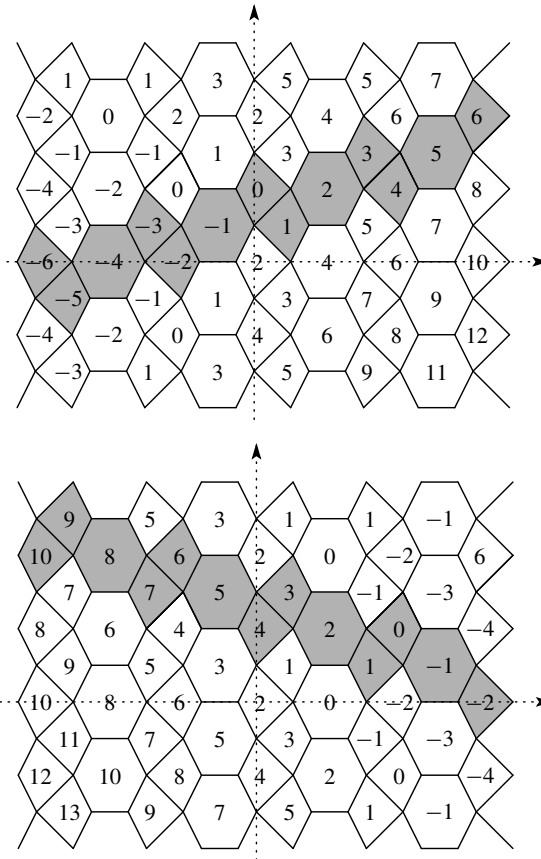 1 1 3 5 5 7
−2 0 2 2 4 6 6
−1 −1 1 3 3 5
−4 −2 0 0 2 4 8
−3 −3 −1 1 5 7
−6 −4 −2 2 4 6 10
−5 −1 1 3 7 9
−4 −2 0 4 6 8 12
−3 1 3 5 9 11
9 5 3 1 1 −1
10 8 6 2 0 −2 6
7 7 5 3 −1 −3
8 6 4 4 2 0 −4
9 5 3 1 1 −1
10 8 6 2 0 −2 −2
11 7 5 3 −1 −3
12 10 8 4 2 0 −4
13 9 7 5 1 −1